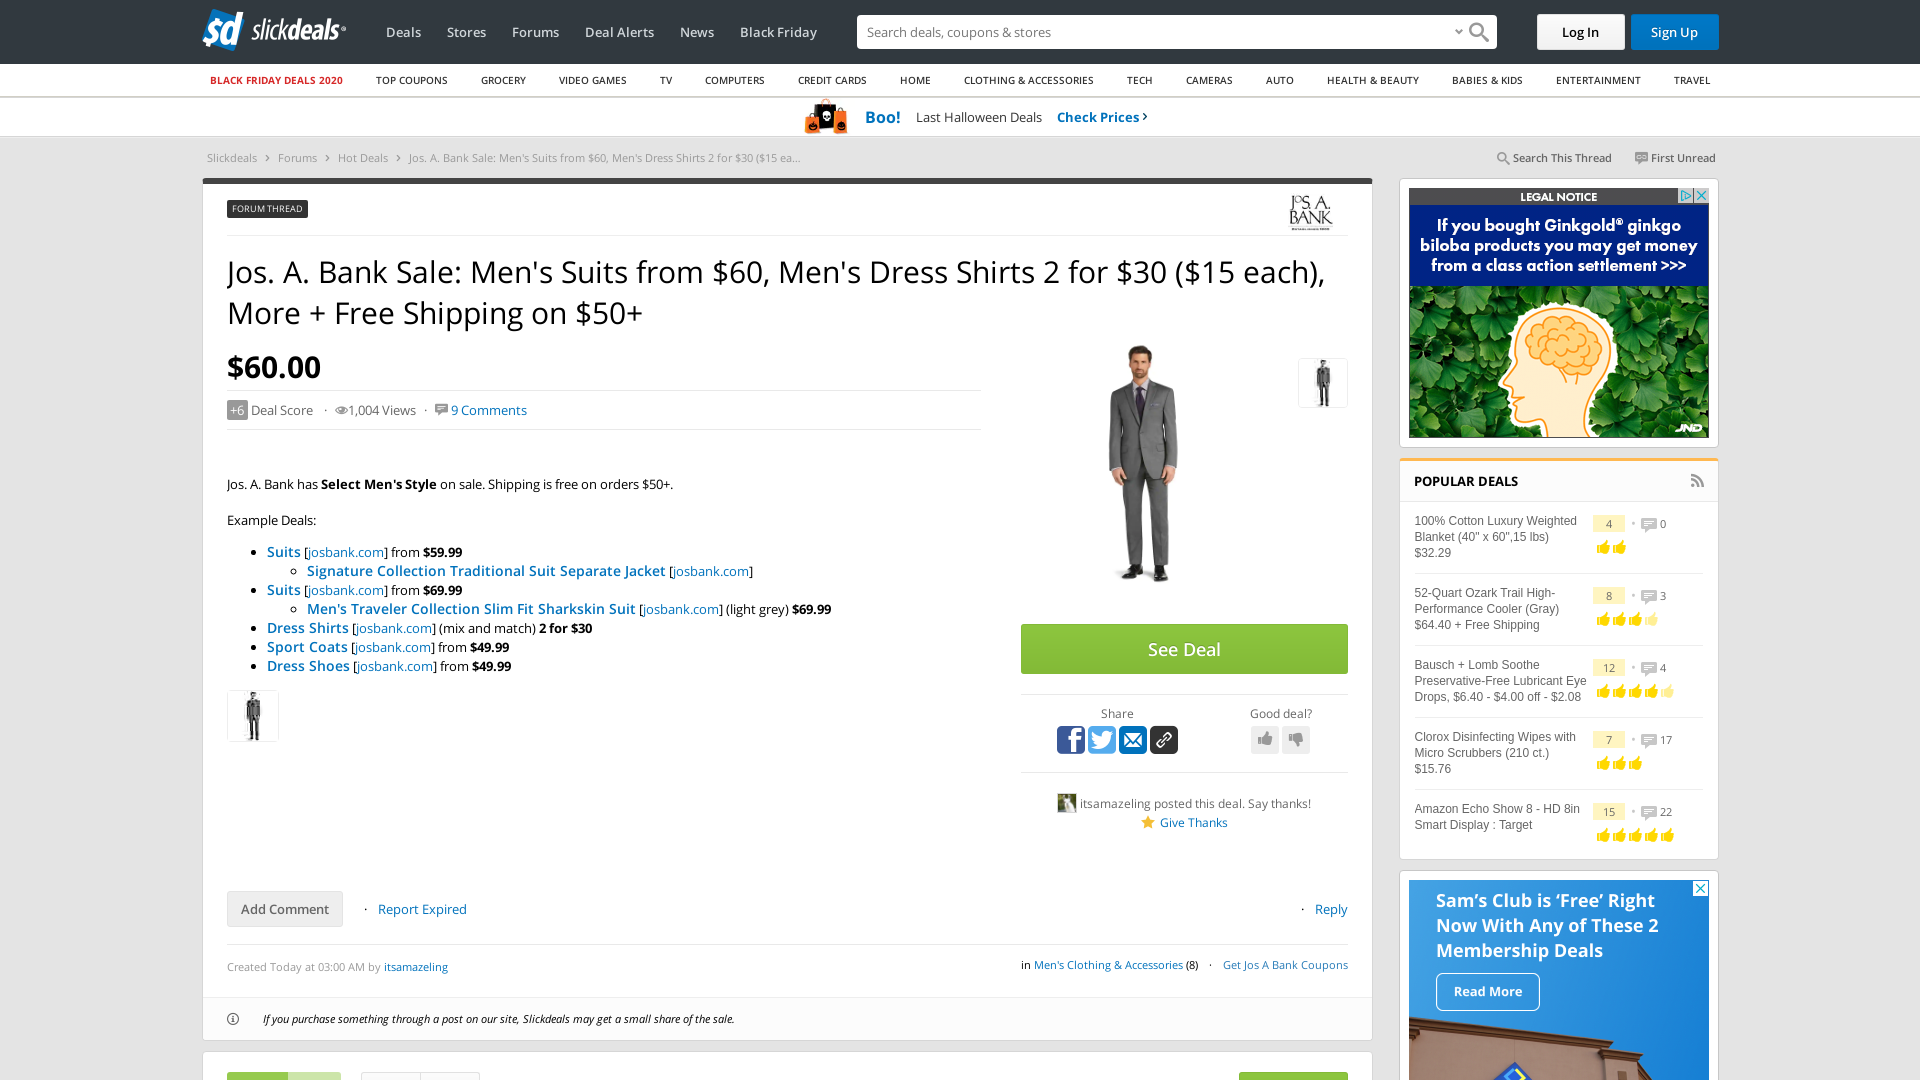 sd slickdeals
Deals Stores Forums Deal Alerts News Black Friday
Search deals, coupons & stores
Log In Sign Up
BLACK FRIDAY DEALS 2020 TOP COUPONS GROCERY VIDEO GAMES TV COMPUTERS CREDIT CARDS HOME CLOTHING & ACCESSORIES TECH CAMERAS AUTO HEALTH & BEAUTY BABIES & KIDS ENTERTAINMENT TRAVEL
Boo! Last Halloween Deals Check Prices
Slickdeals > Forums > Hot Deals > Jos. A. Bank Sale: Men's Suits from $60, Men's Dress Shirts 2 for $30 ($15 ea...
Search This Thread First Unread
FORUM THREAD
JOS. A.
BANK
Jos. A. Bank Sale: Men's Suits from $60, Men's Dress Shirts 2 for $30 ($15 each),
More + Free Shipping on $50+
$60.00
+6 Deal Score · 1,004 Views · 9 Comments
Jos. A. Bank has Select Men's Style on sale. Shipping is free on orders $50+.
Example Deals:
• Suits [josbank.com] from $59.99
Signature Collection Traditional Suit Separate Jacket [josbank.com]
• Suits [josbank.com] from $69.99
Men's Traveler Collection Slim Fit Sharkskin Suit [josbank.com] (light grey) $69.99
• Dress Shirts [josbank.com] (mix and match) 2 for $30
• Sport Coats [josbank.com] from $49.99
• Dress Shoes [josbank.com] from $49.99
See Deal
Share
Good deal?
itsamazeling posted this deal. Say thanks!
Give Thanks
Add Comment · Report Expired
· Reply
Created Today at 03:00 AM by itsamazeling
in Men's Clothing & Accessories (8) · Get Jos A Bank Coupons
If you purchase something through a post on our site, Slickdeals may get a small share of the sale.
LEGAL NOTICE
If you bought Ginkgold® ginkgo
biloba products you may get money
from a class action settlement >>>
JND
POPULAR DEALS
100% Cotton Luxury Weighted
Blanket (40" x 60",15 lbs)
$32.29
4 • 0
52-Quart Ozark Trail High-
Performance Cooler (Gray)
$64.40 + Free Shipping
8 • 3
Bausch + Lomb Soothe
Preservative-Free Lubricant Eye
Drops, $6.40 - $4.00 off - $2.08
12 • 4
Clorox Disinfecting Wipes with
Micro Scrubbers (210 ct.)
$15.76
7 • 17
Amazon Echo Show 8 - HD 8in
Smart Display : Target
15 • 22
Sam's Club is 'Free' Right
Now With Any of These 2
Membership Deals
Read More